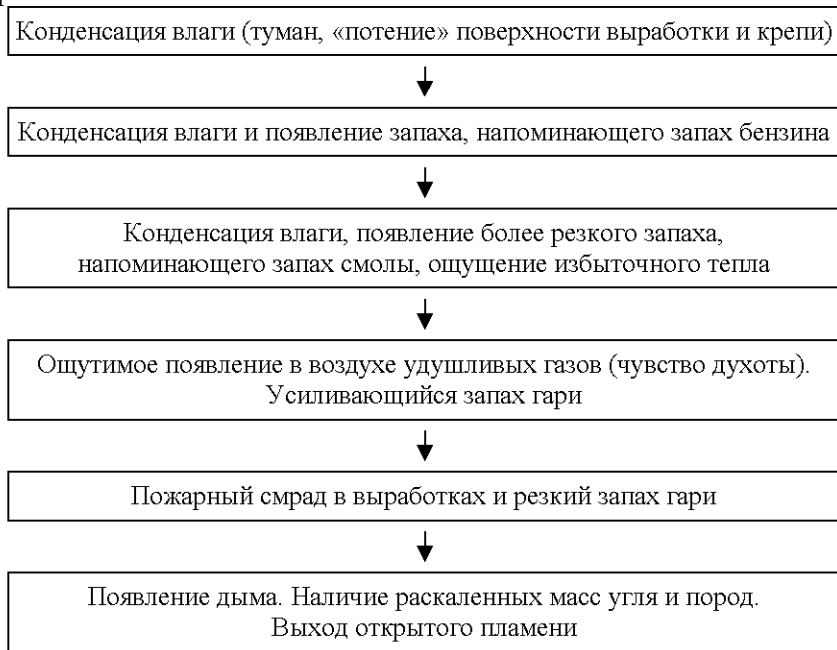 Конденсация влаги (туман, «потение» поверхности выработки и крепи)
Конденсация влаги и появление запаха, напоминающего запах бензина
Конденсация влаги, появление более резкого запаха,
напоминающего запах смолы, ощущение избыточного тепла
Ощутимое появление в воздухе удушливых газов (чувство духоты).
Усиливающийся запах гари
Пожарный смрад в выработках и резкий запах гари
Появление дыма. Наличие раскаленных масс угля и пород.
Выход открытого пламени